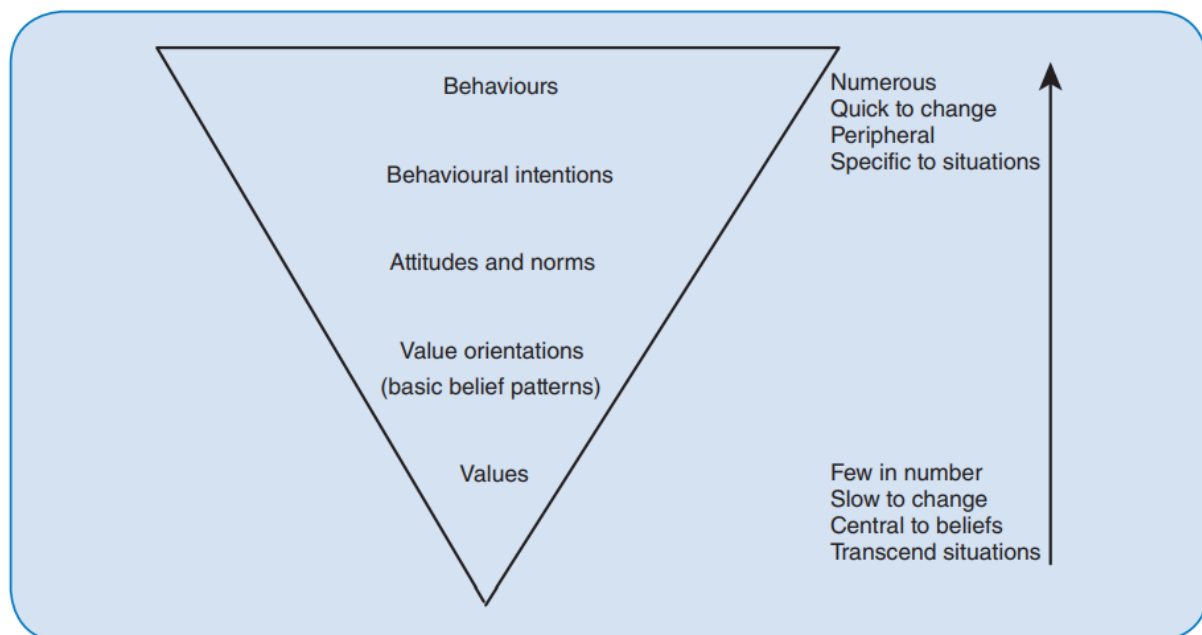 Behaviours
Numerous
Quick to change
Peripheral
Specific to situations
Behavioural intentions
Attitudes and norms
Value orientations
(basic belief patterns)
Values
Few in number
Slow to change
Central to beliefs
Transcend situations